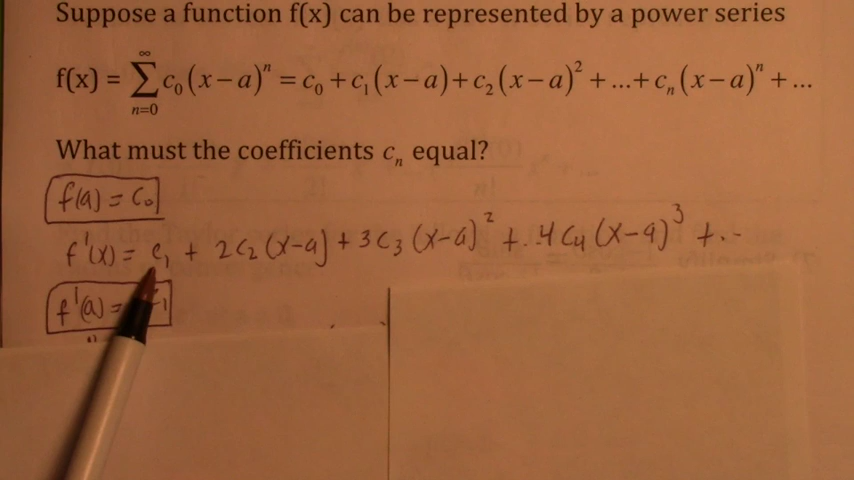 Suppose a function f(x) can be represented by a power series
f(x) = ∑_{n=0}^{∞} c₀(x−a)ⁿ = c₀ + c₁(x−a) + c₂(x−a)² + ... + cₙ(x−a)ⁿ + ...
What must the coefficients cₙ equal?
f(a) = C₀
f'(x) = c₁ + 2C₂(x−a) + 3C₃(x−a)² + 4C₄(x−a)³ + ..
f'(a) =